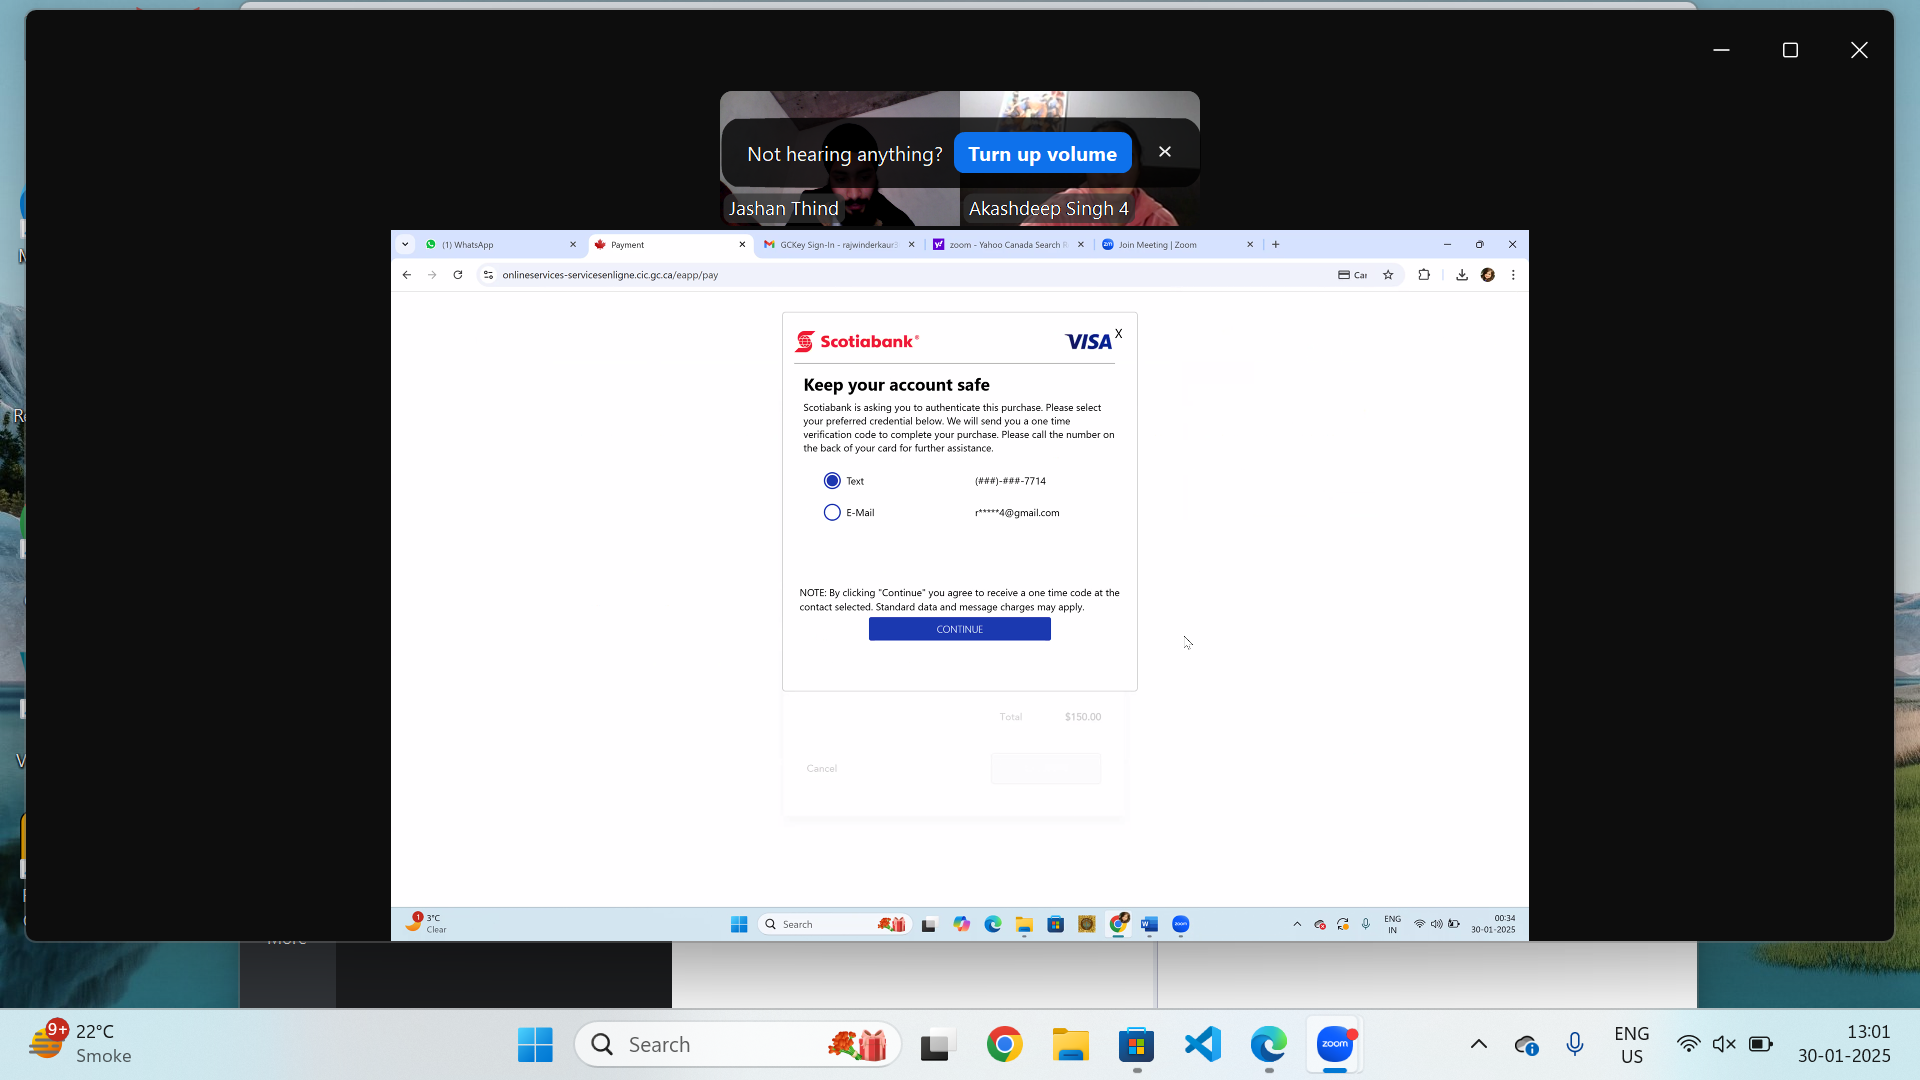 Not hearing anything?
Turn up volume
Jashan Thind
Akashdeep Singh 4
(1) WhatsApp
Payment
GCKey Sign-In - rajwinderkaur
zoom - Yahoo Canada Search R
Join Meeting | Zoom
onlineservices-servicesenligne.cic.gc.ca/eapp/pay
Scotiabank
VISA
X
Keep your account safe
Scotiabank is asking you to authenticate this purchase. Please select
your preferred credential below. We will send you a one time
verification code to complete your purchase. Please call the number on
the back of your card for further assistance.
Text
(###)-###-7714
E-Mail
r*****4@gmail.com
NOTE: By clicking "Continue" you agree to receive a one time code at the
contact selected. Standard data and message charges may apply.
CONTINUE
Total
$150.00
Cancel
1
3°C
Clear
Search
zoom
ENG
IN
00:34
30-01-2025
More
9+
22°C
Smoke
Search
zoom
ENG
US
13:01
30-01-2025